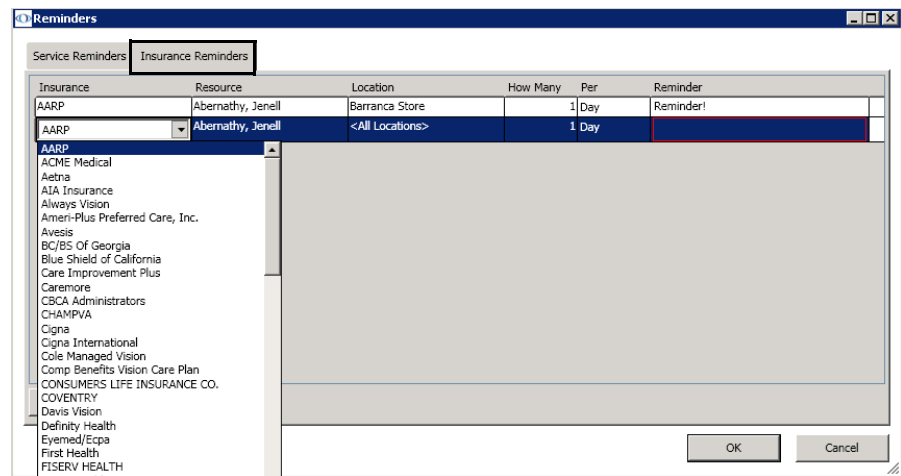 Reminders
Service Reminders Insurance Reminders
Insurance Resource Location How Many Per Reminder
AARP Abernathy, Jenell Barranca Store 1 Day Reminder!
AARP Abernathy, Jenell <All Locations> 1 Day
AARP
ACME Medical
Aetna
AIA Insurance
Always Vision
Ameri-Plus Preferred Care, Inc.
Avesis
BC/BS Of Georgia
Blue Shield of California
Care Improvement Plus
Caremore
CBCA Administrators
CHAMPVA
Cigna
Cigna International
Cole Managed Vision
Comp Benefits Vision Care Plan
CONSUMERS LIFE INSURANCE CO.
COVENTRY
Davis Vision
Definity Health
Eyemed/Ecpa
First Health
FISERV HEALTH
OK Cancel